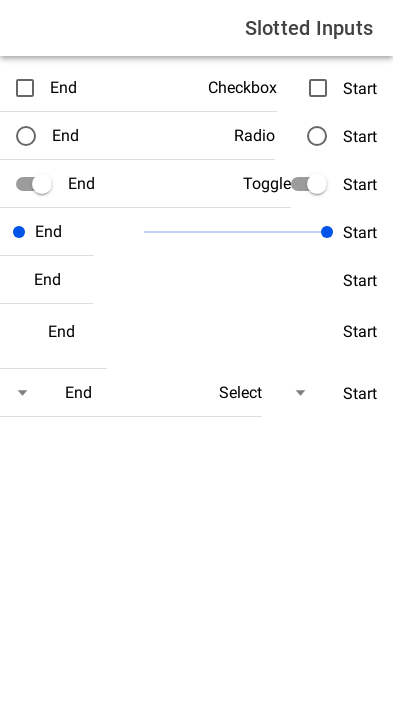 Slotted Inputs
End Checkbox Start
End Radio Start
End Toggle Start
End Start
End Start
End Start
End Select Start